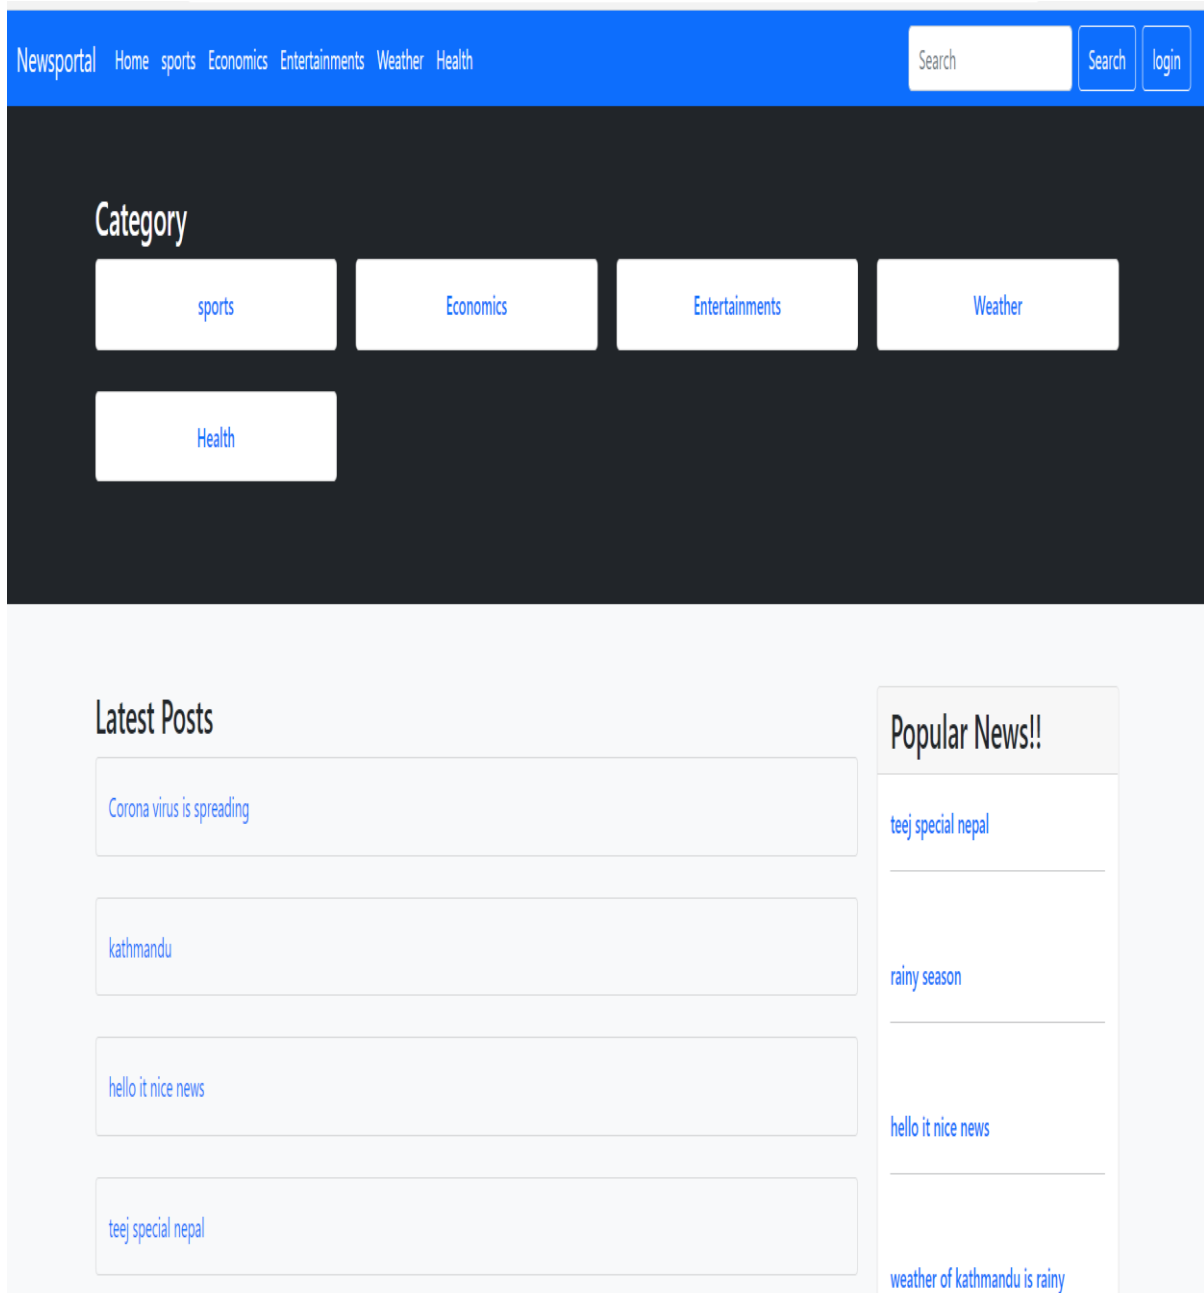 Newsportal Home sports Economics Entertainments Weather Health Search Search login
Category
sports Economics Entertainments Weather
Health
Latest Posts
Corona virus is spreading
kathmandu
hello it nice news
teej special nepal
Popular News!!
teej special nepal
rainy season
hello it nice news
weather of kathmandu is rainy